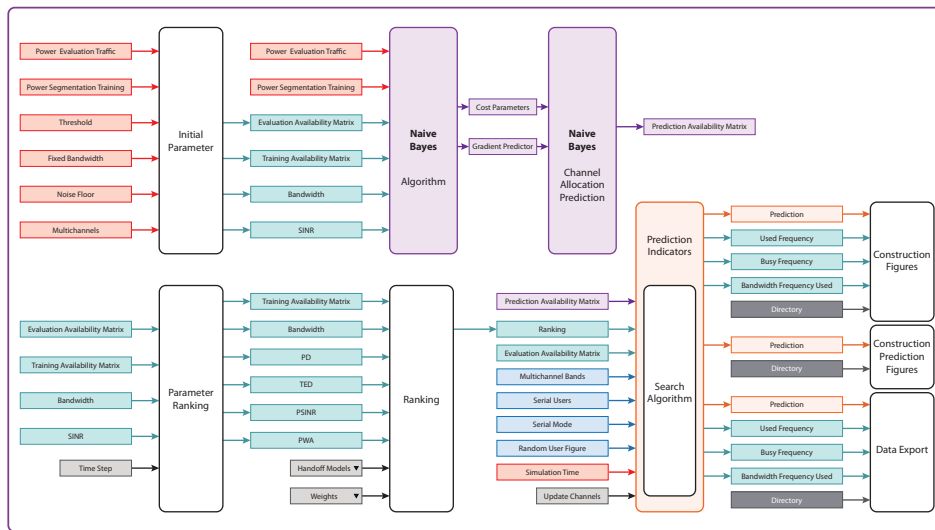 Power Evaluation Traffic
Power Segmentation Training
Threshold
Fixed Bandwidth
Noise Floor
Multichannels
Initial
Parameter
Power Evaluation Traffic
Power Segmentation Training
Evaluation Availability Matrix
Training Availability Matrix
Bandwidth
SINR
Naive
Bayes
Algorithm
Cost Parameters
Gradient Predictor
Naive
Bayes
Channel
Allocation
Prediction
Prediction Availability Matrix
Evaluation Availability Matrix
Training Availability Matrix
Bandwidth
SINR
Time Step
Parameter
Ranking
Training Availability Matrix
Bandwidth
PD
TED
PSINR
PWA
Handoff Models
Weights
Ranking
Prediction Availability Matrix
Ranking
Evaluation Availability Matrix
Multichannel Bands
Serial Users
Serial Mode
Random User Figure
Simulation Time
Update Channels
Prediction
Indicators
Search
Algorithm
Prediction
Used Frequency
Busy Frequency
Bandwidth Frequency Used
Directory
Construction
Figures
Prediction
Directory
Construction
Prediction
Figures
Prediction
Used Frequency
Busy Frequency
Bandwidth Frequency Used
Directory
Data Export